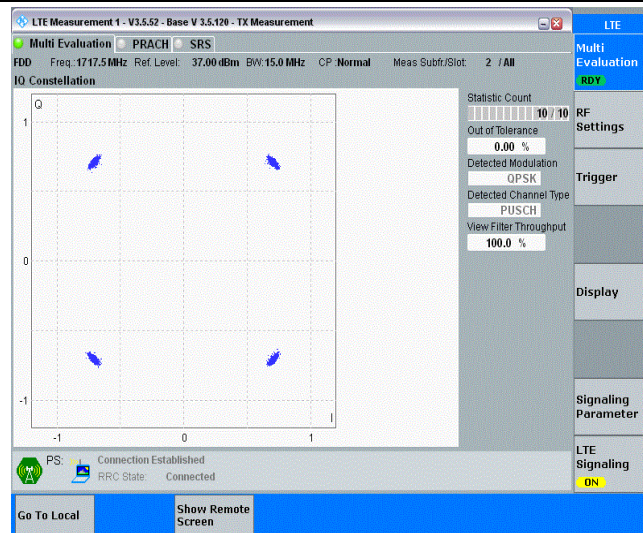 LTE Measurement 1 - V3.5.52 - Base V 3.5.120 - TX Measurement
LTE
Multi Evaluation PRACH SRS
FDD Freq.:1717.5 MHz Ref. Level: 37.00 dBm BW:15.0 MHz CP :Normal Meas Subfr./Slot: 2 / All
IQ Constellation
Q
1
0
-1
-1 0 1
I
Statistic Count
10 / 10
Out of Tolerance
0.00 %
Detected Modulation
QPSK
Detected Channel Type
PUSCH
View Filter Throughput
100.0 %
PS: Connection Established
RRC State: Connected
Multi
Evaluation
RDY
RF
Settings
Trigger
Display
Signaling
Parameter
LTE
Signaling
ON
Go To Local
Show Remote
Screen